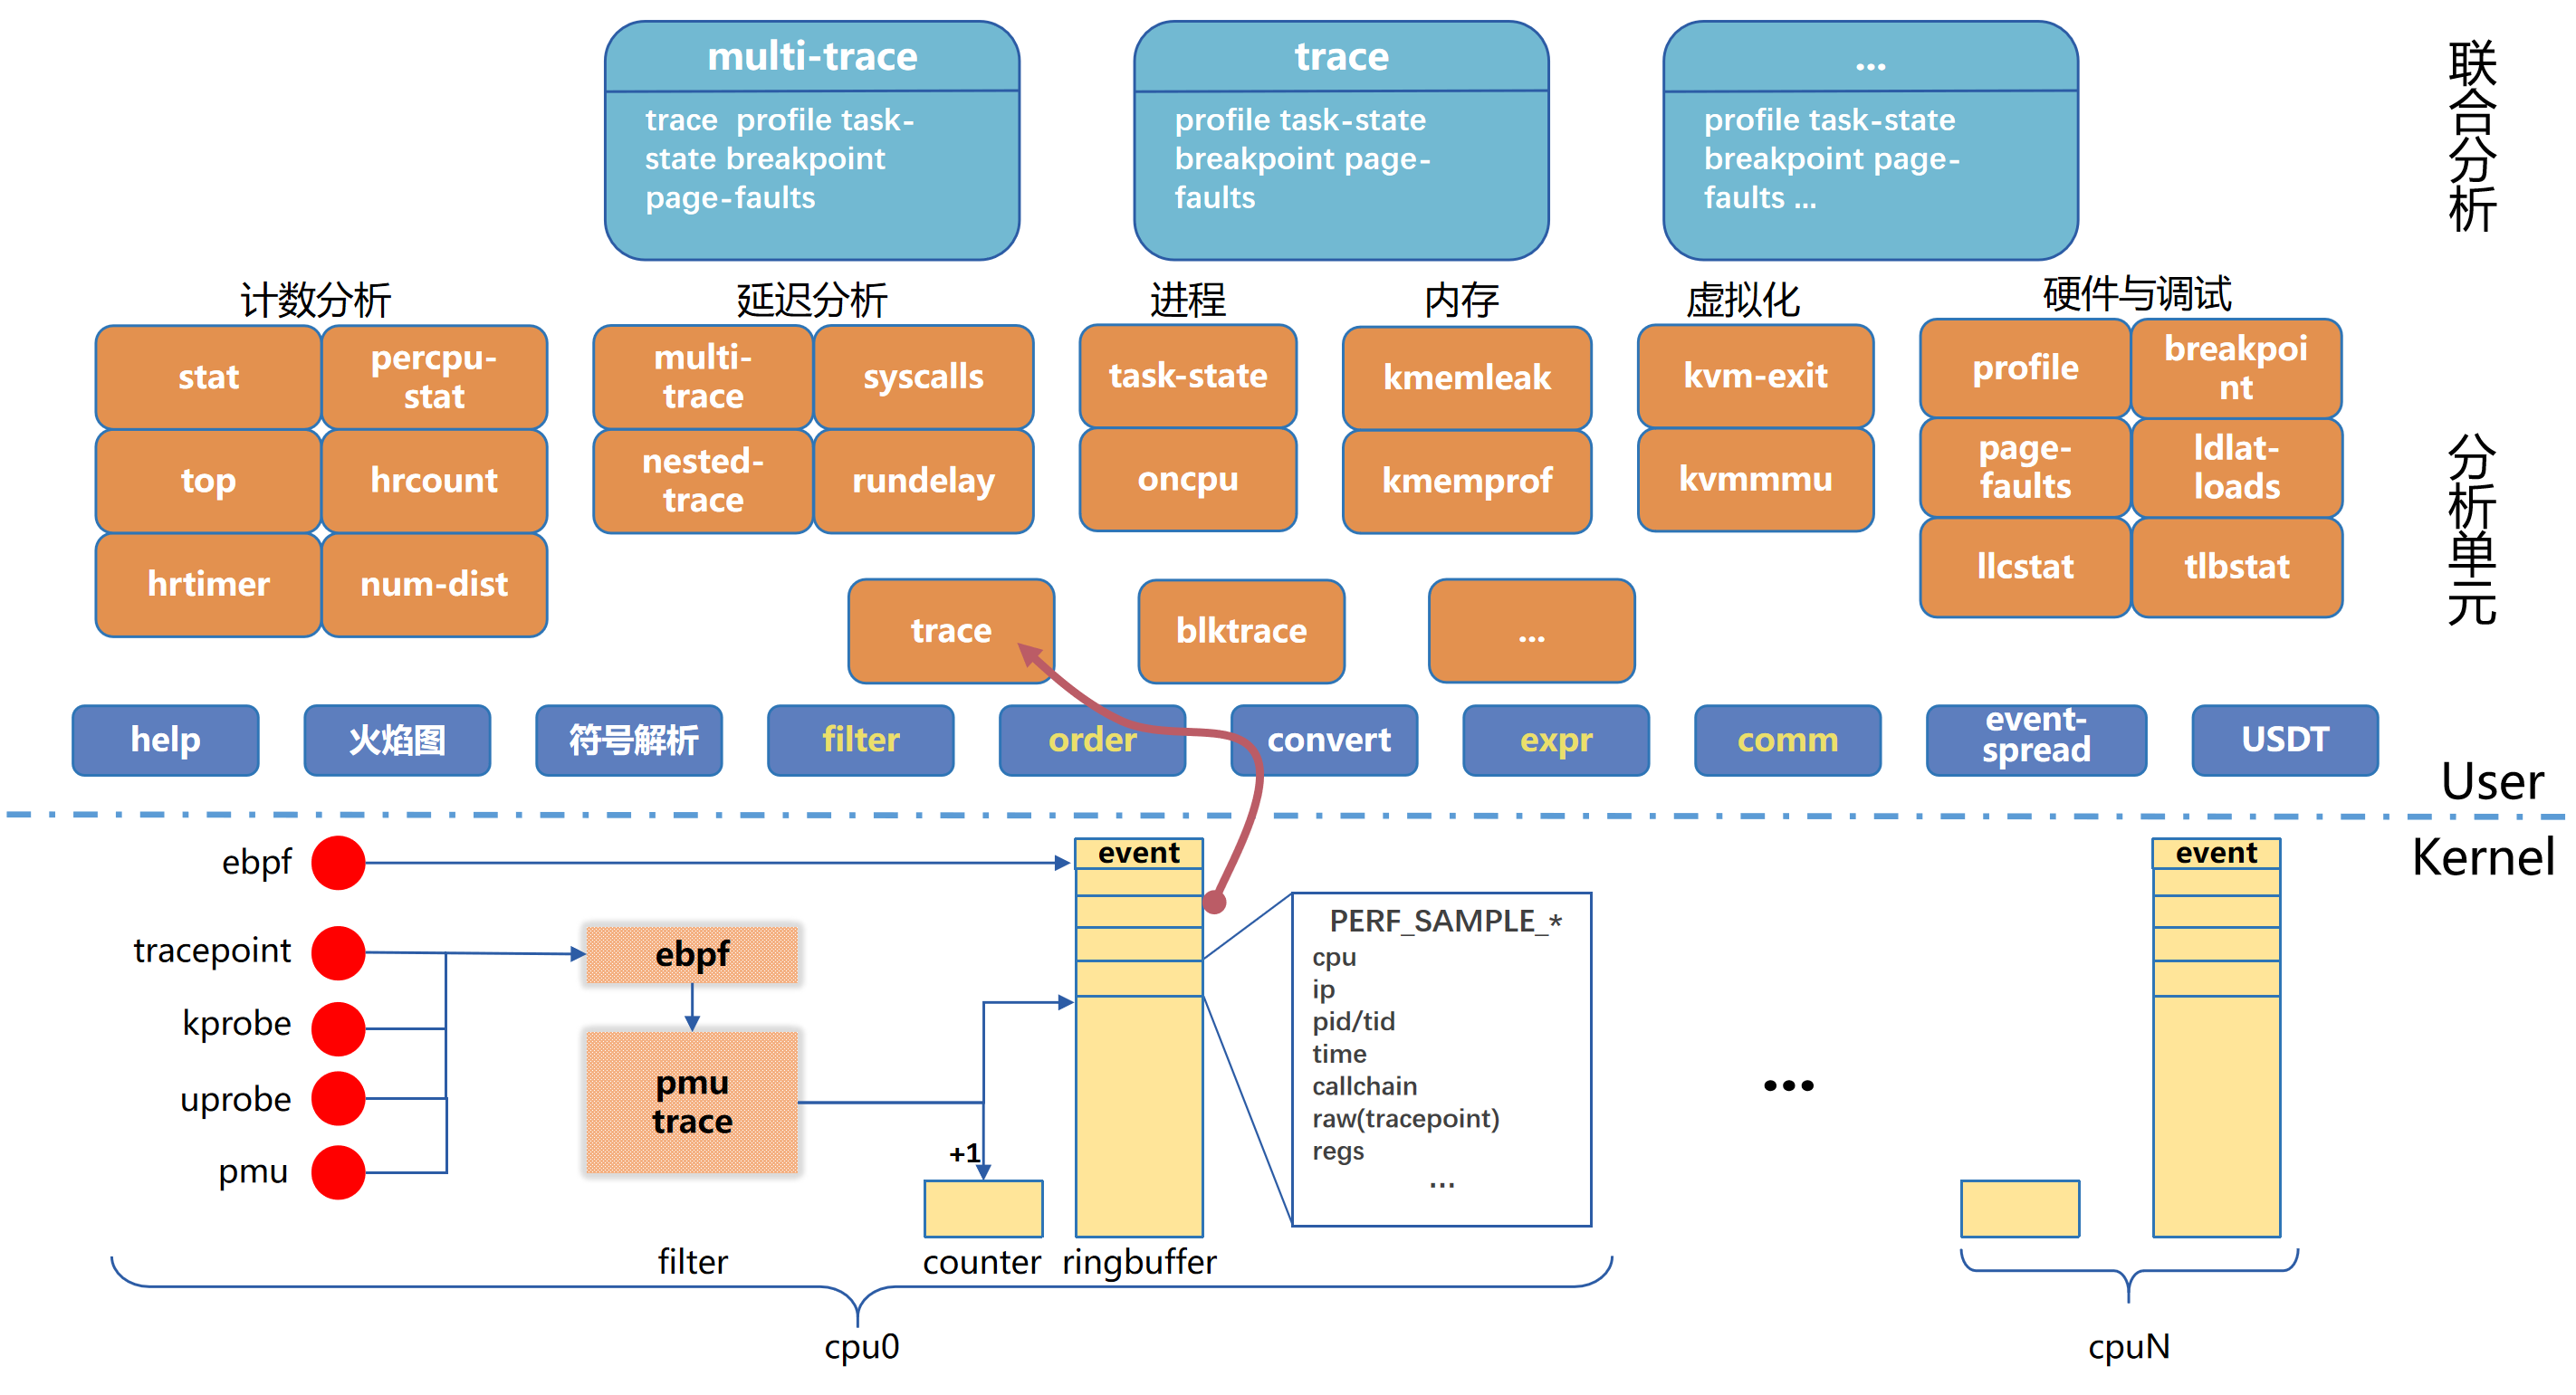 multi-trace
trace profile task-
state breakpoint
page-faults
trace
profile task-state
breakpoint page-
faults
...
profile task-state
breakpoint page-
faults ...
联合分析
计数分析
stat
percpu-
stat
top
hrcount
hrtimer
num-dist
延迟分析
multi-
trace
syscalls
nested-
trace
rundelay
进程
task-state
oncpu
内存
kmemleak
kmemprof
虚拟化
kvm-exit
kvmmmu
硬件与调试
profile
breakpoi
nt
page-
faults
ldlat-
loads
llcstat
tlbstat
分析单元
trace
blktrace
...
help
火焰图
符号解析
filter
order
convert
expr
comm
event-
spread
USDT
User
Kernel
ebpf
tracepoint
kprobe
uprobe
pmu
ebpf
pmu
trace
filter
+1
counter
event
ringbuffer
PERF_SAMPLE_*
cpu
ip
pid/tid
time
callchain
raw(tracepoint)
regs
...
cpu0
...
event
cpuN